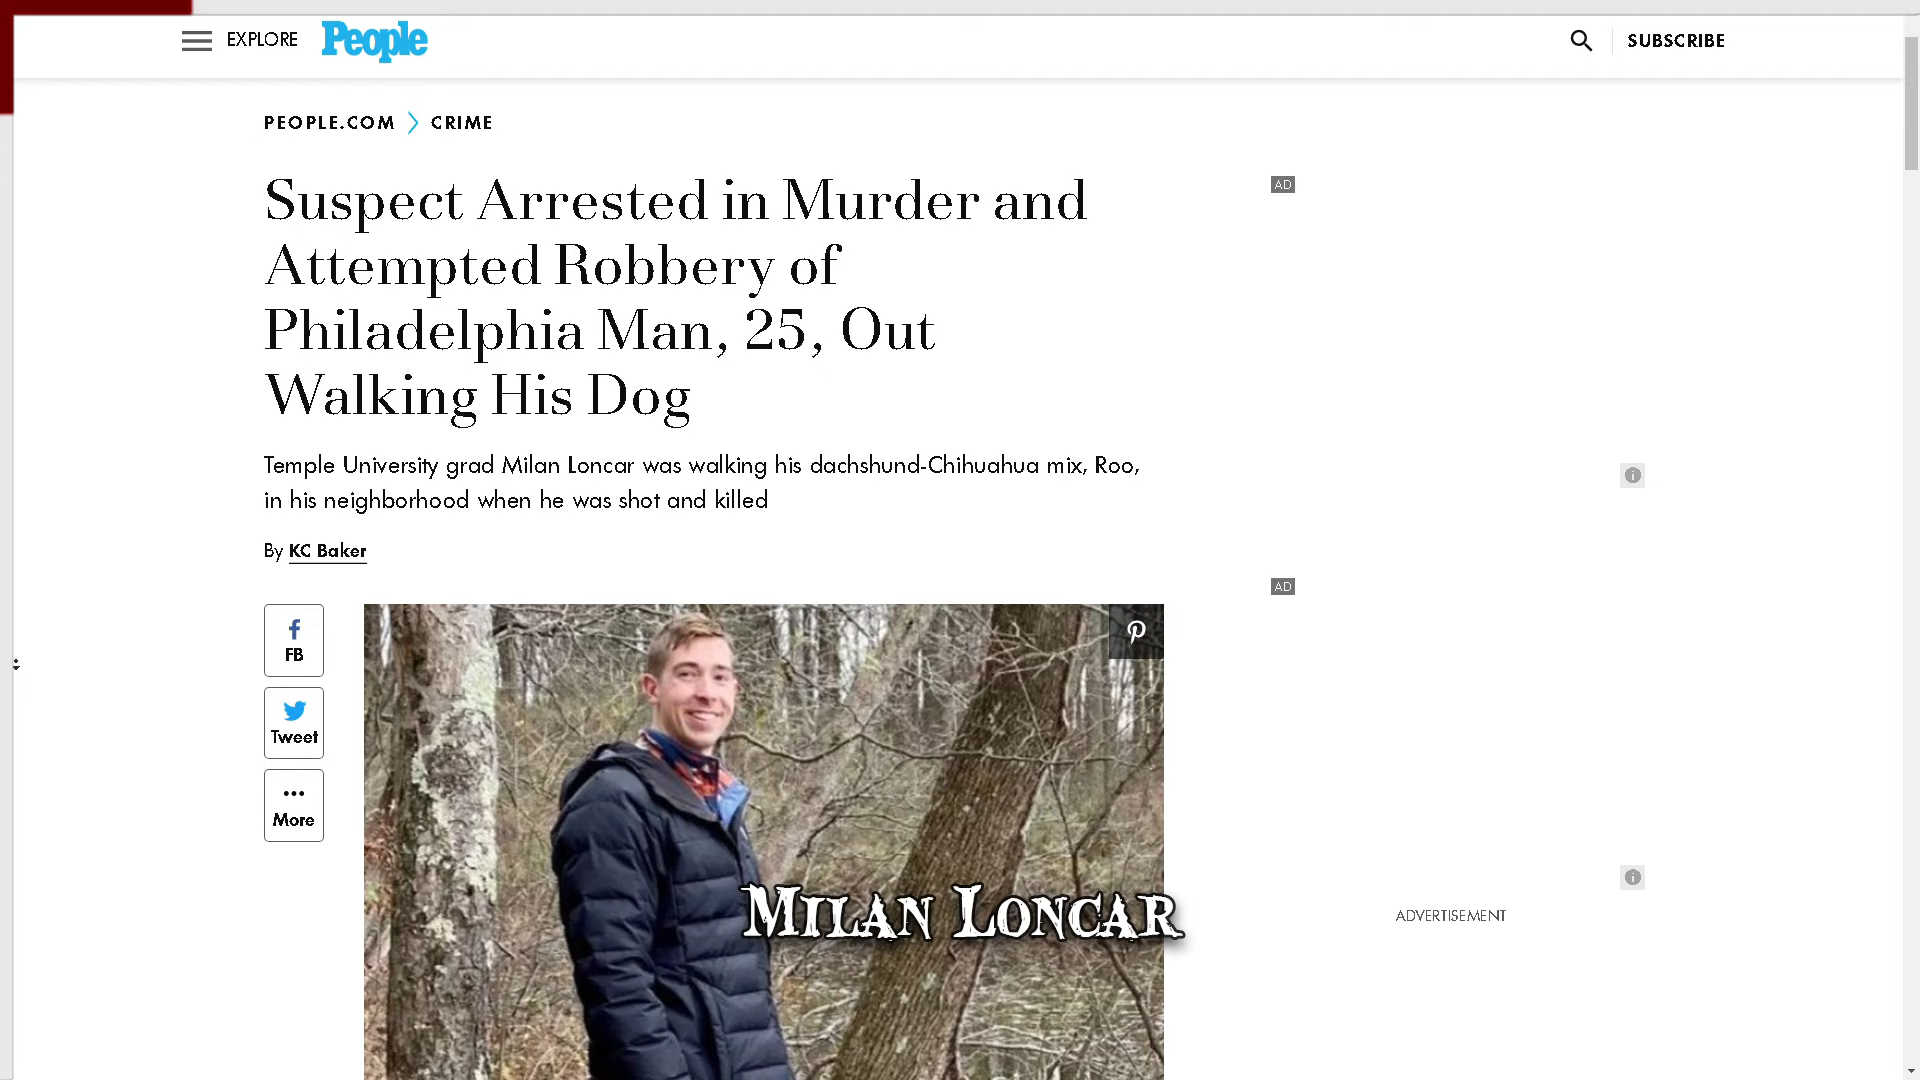 EXPLORE
People
SUBSCRIBE
PEOPLE.COM
CRIME
Suspect Arrested in Murder and
Attempted Robbery of
Philadelphia Man, 25, Out
Walking His Dog
AD
Temple University grad Milan Loncar was walking his dachshund-Chihuahua mix, Roo,
in his neighborhood when he was shot and killed
By KC Baker
AD
FB
Tweet
More
MILAN LONCAR
ADVERTISEMENT